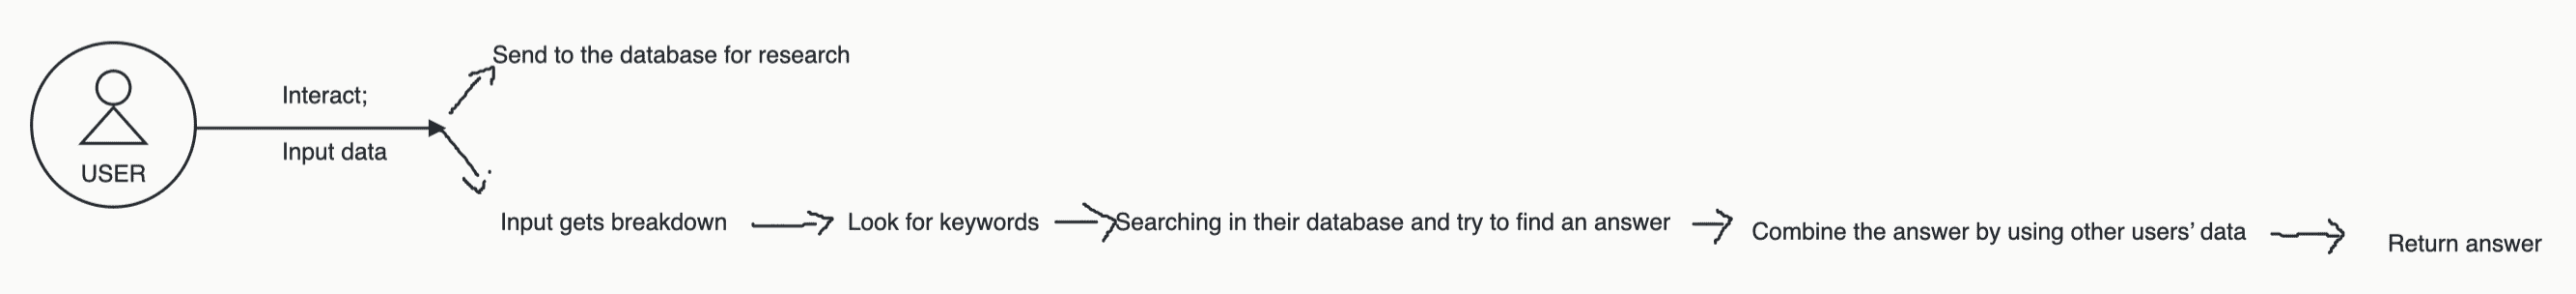 USER
Interact;
Input data
Send to the database for research
Input gets breakdown
Look for keywords
Searching in their database and try to find an answer
Combine the answer by using other users’ data
Return answer